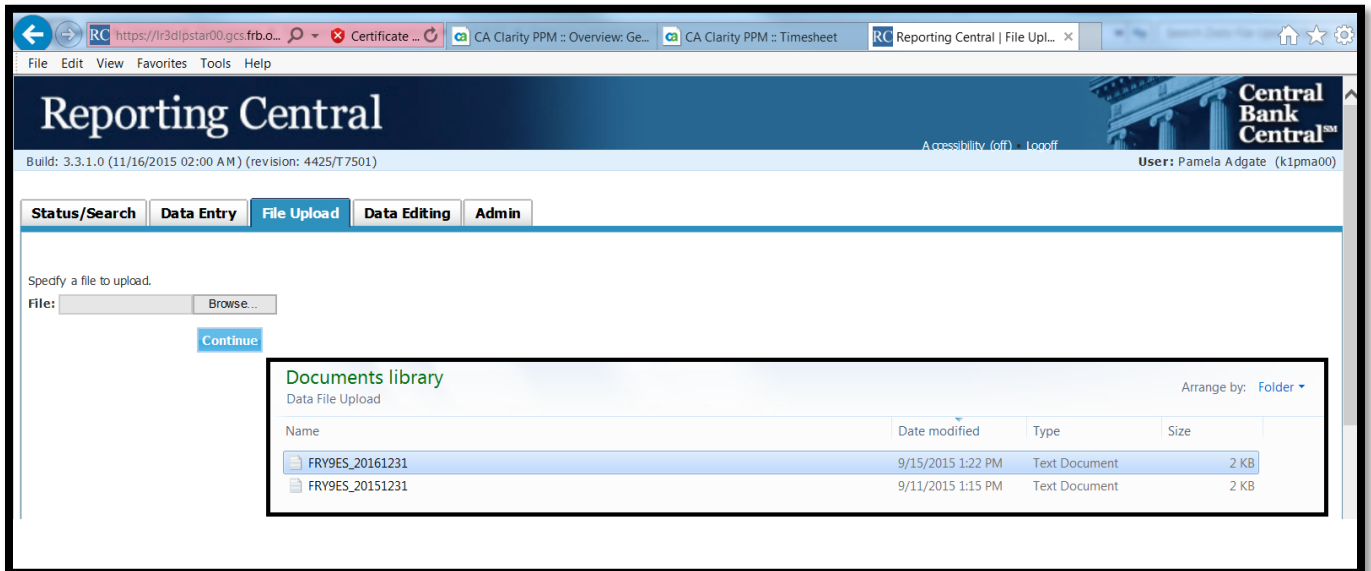 RC https://lr3dlpstar00.gcs.frb.o... Certificate ... ca CA Clarity PPM :: Overview: Ge... ca CA Clarity PPM :: Timesheet RC Reporting Central | File Upl... ×
File Edit View Favorites Tools Help
Reporting Central
Central
Bank
Central℠
Accessibility (off) Logoff
Build: 3.3.1.0 (11/16/2015 02:00 AM) (revision: 4425/T7501) User: Pamela Adgate (k1pma00)
Status/Search Data Entry File Upload Data Editing Admin
Specify a file to upload.
File: Browse...
Continue
Documents library
Data File Upload Arrange by: Folder
Name Date modified Type Size
FRY9ES_20161231 9/15/2015 1:22 PM Text Document 2 KB
FRY9ES_20151231 9/11/2015 1:15 PM Text Document 2 KB